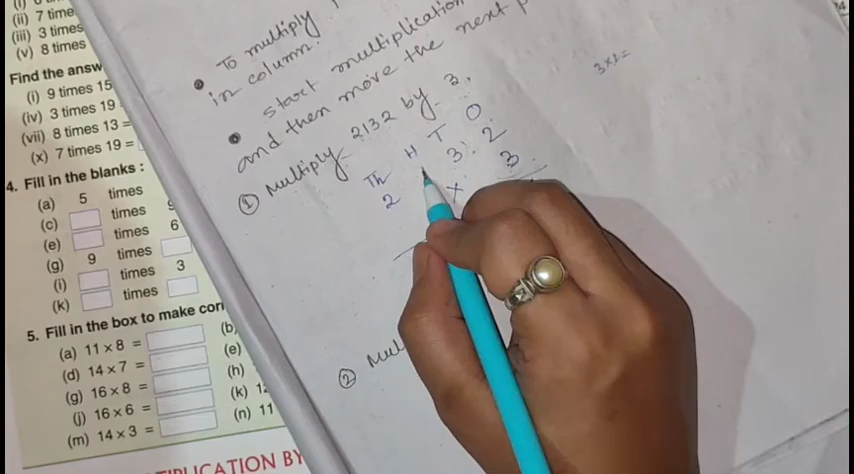 (i)
(ii) 7 time
(iii) 3 times
(v) 8 times
Find the answ
(i) 9 times 15
(iv) 3 times 19
(vii) 8 times 13 =
(x) 7 times 19 =
4. Fill in the blanks :
(a) 5 times
(c) times
(e) times 6
(g) 9 times
(i) times 3
(k) times
5. Fill in the box to make cor
(a) 11 x 8 = (b)
(d) 14 x 7 = (e)
(g) 16 x 8 = (h)
(j) 16 x 6 = (k) 1
(m) 14 x 3 = (n) 11
MULTIPLICATION BY
• To multiply
in column.
• start multiplication
and then move the next p
3x2=
① Multiply 2132 by 3.
Th H T O
2 3 2
x 3
② Mul